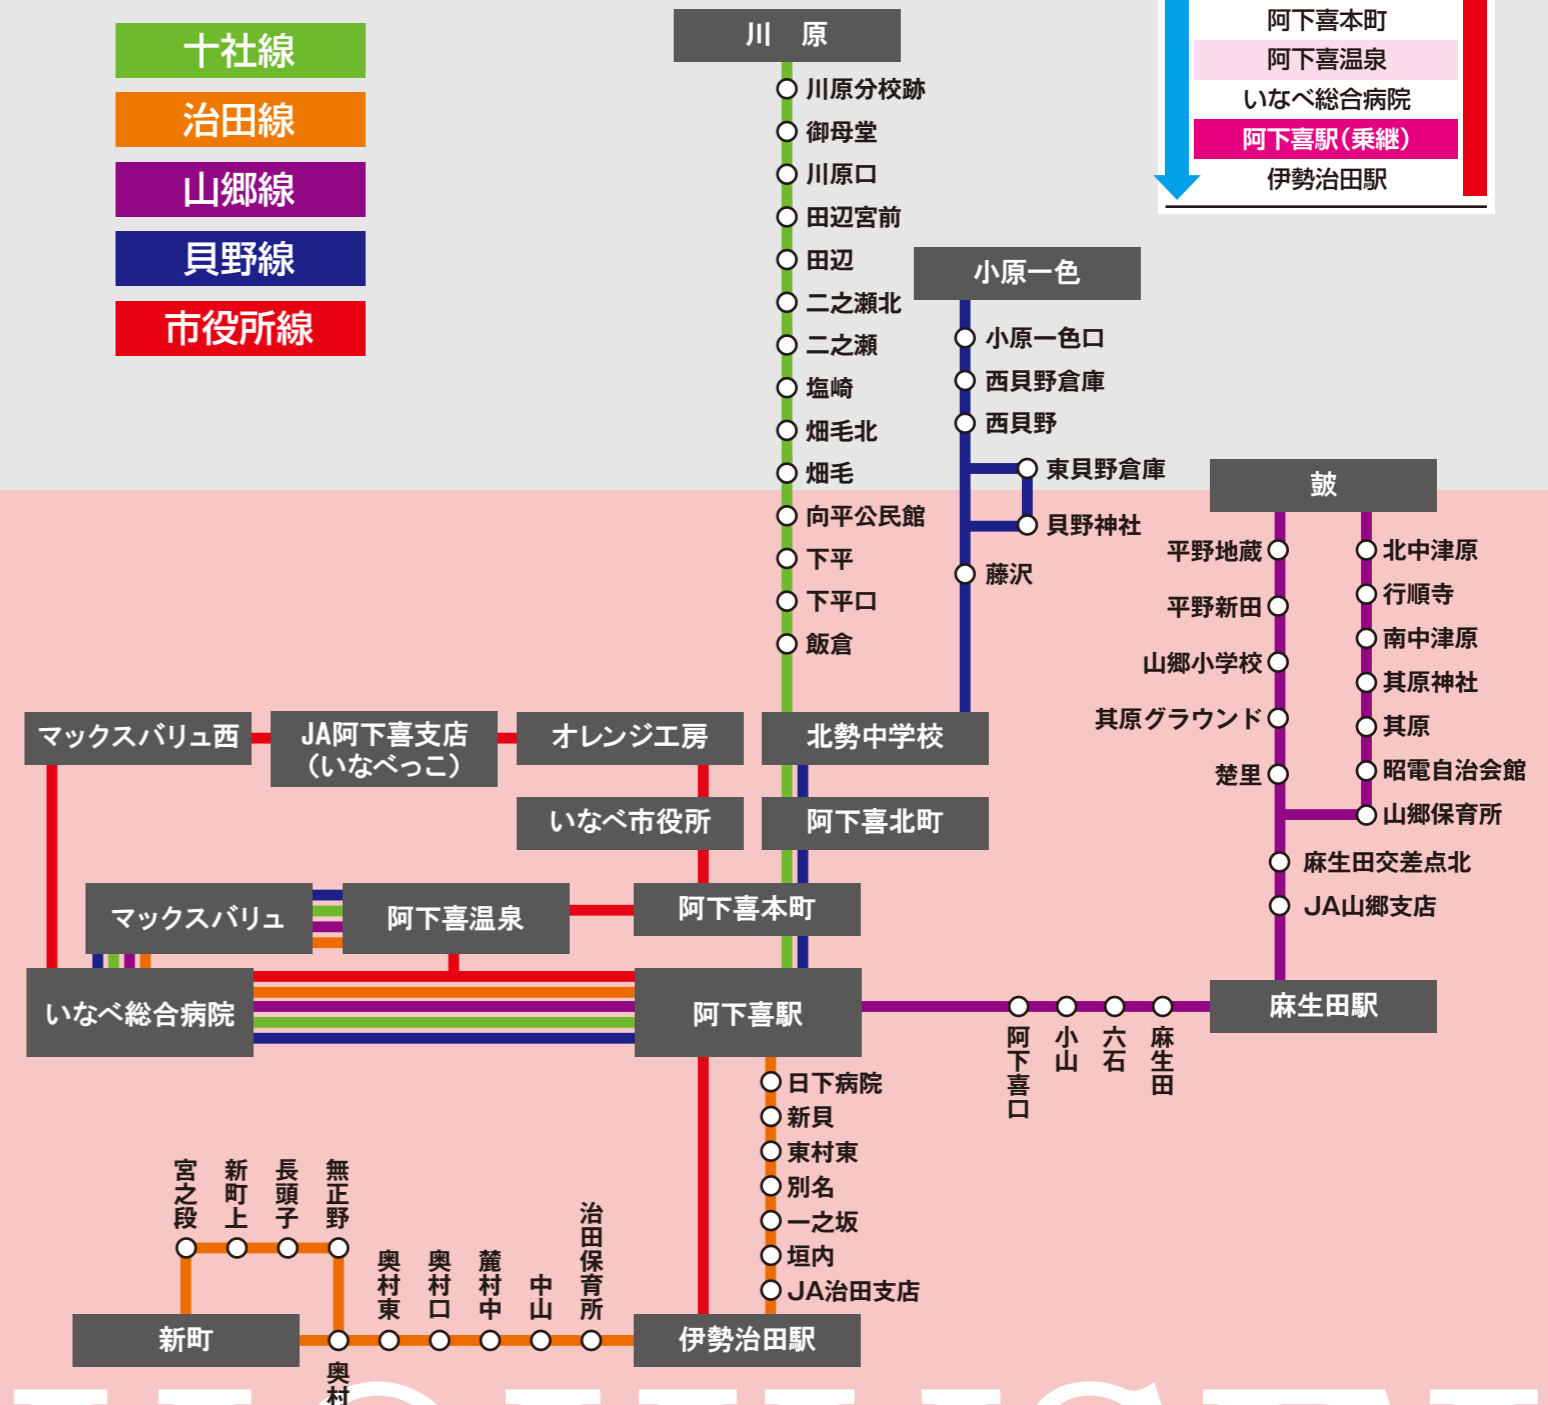 十社線
治田線
山郷線
貝野線
市役所線
阿下喜本町
阿下喜温泉
いなべ総合病院
阿下喜駅（乗継）
伊勢治田駅
川　原
川原分校跡
御母堂
川原口
田辺宮前
田辺
二之瀬北
二之瀬
塩崎
畑毛北
畑毛
向平公民館
下平
下平口
飯倉
小原一色
小原一色口
西貝野倉庫
西貝野
東貝野倉庫
貝野神社
藤沢
鼓
平野地蔵
平野新田
山郷小学校
其原グラウンド
楚里
北中津原
行順寺
南中津原
其原神社
其原
昭電自治会館
山郷保育所
麻生田交差点北
JA山郷支店
麻生田駅
マックスバリュ西
JA阿下喜支店
（いなべっこ）
オレンジ工房
北勢中学校
いなべ市役所
阿下喜北町
マックスバリュ
阿下喜温泉
阿下喜本町
いなべ総合病院
阿下喜駅
阿下喜口
小山
六石
麻生田
日下病院
新貝
東村東
別名
一之坂
垣内
JA治田支店
宮之段
新町上
長頭子
無正野
奥村東
奥村口
麓村中
中山
治田保育所
新町
奥村
伊勢治田駅